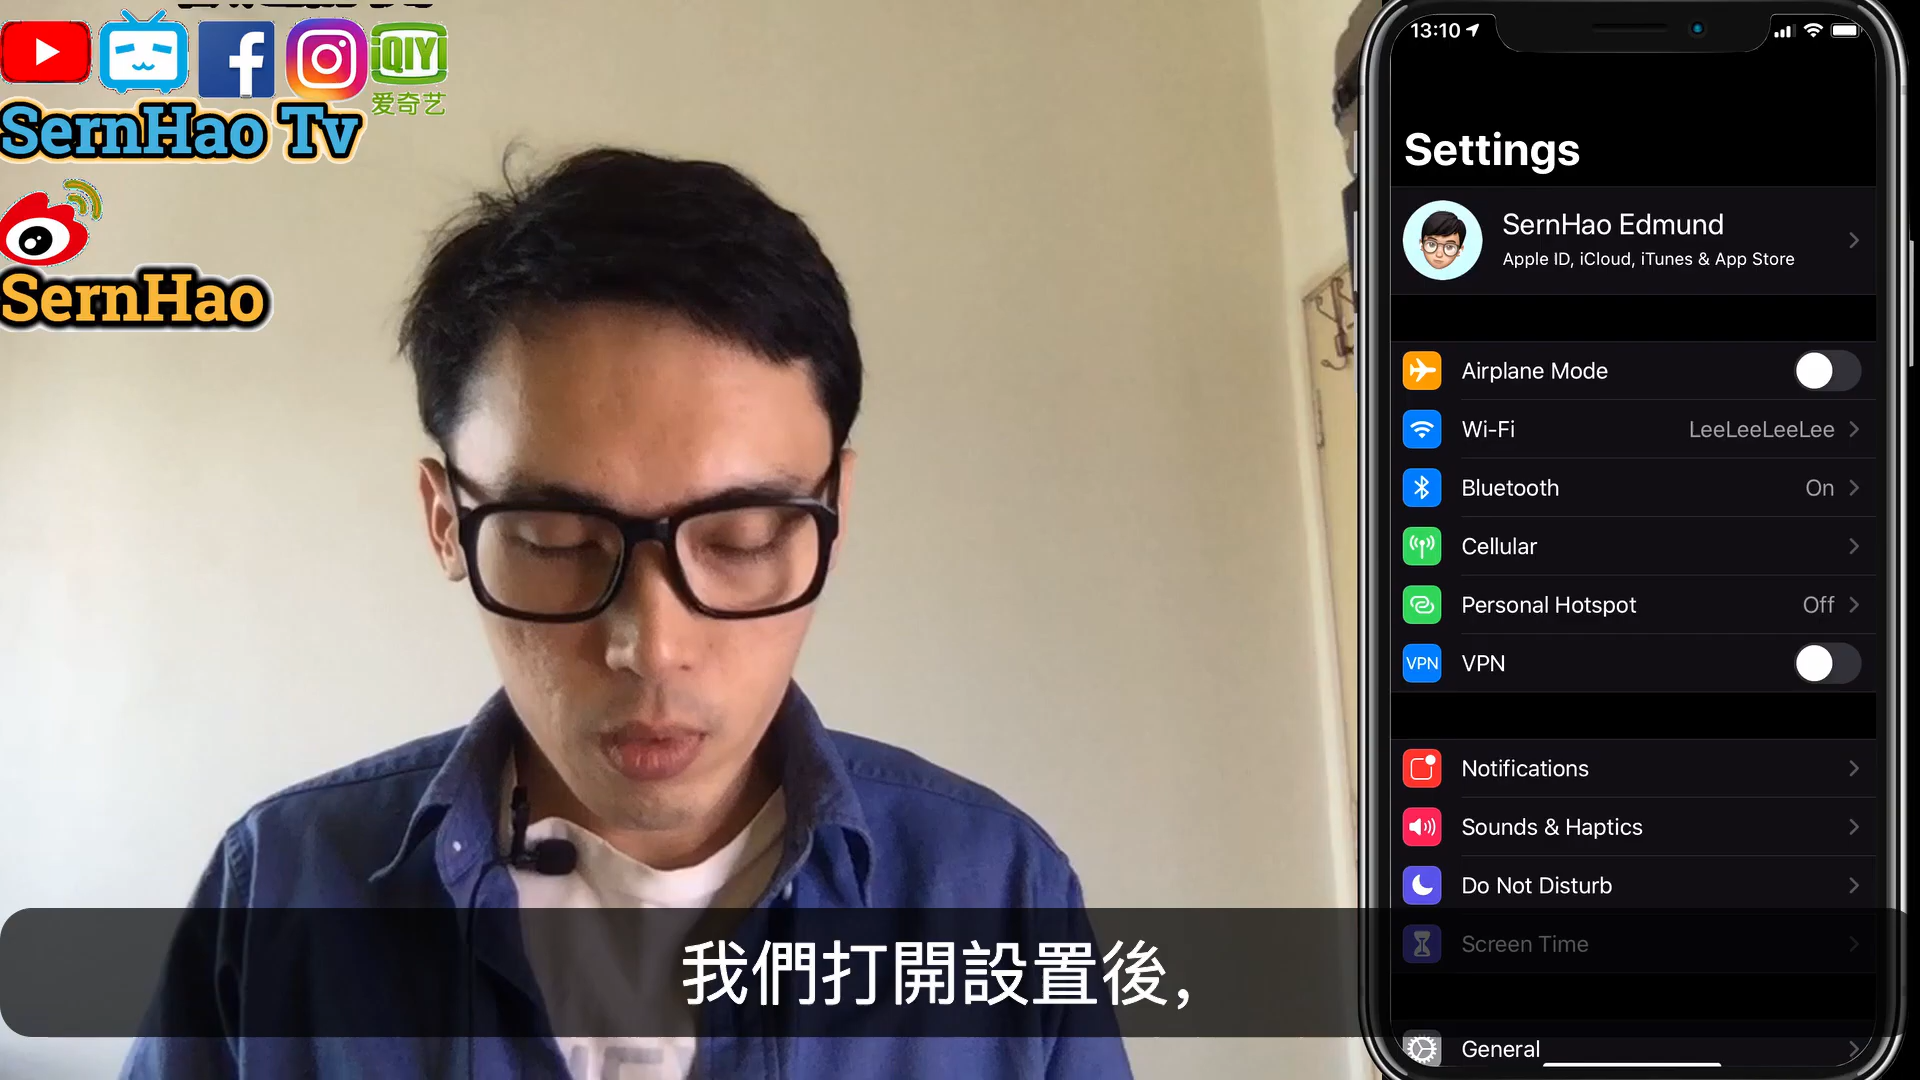 iQIYI
爱奇艺
SernHao Tv
SernHao
13:10
Settings
SernHao Edmund
Apple ID, iCloud, iTunes & App Store
Airplane Mode
Wi-Fi LeeLeeLeeLee
Bluetooth On
Cellular
Personal Hotspot Off
VPN VPN
Notifications
Sounds & Haptics
Do Not Disturb
Screen Time
General
我們打開設置後,